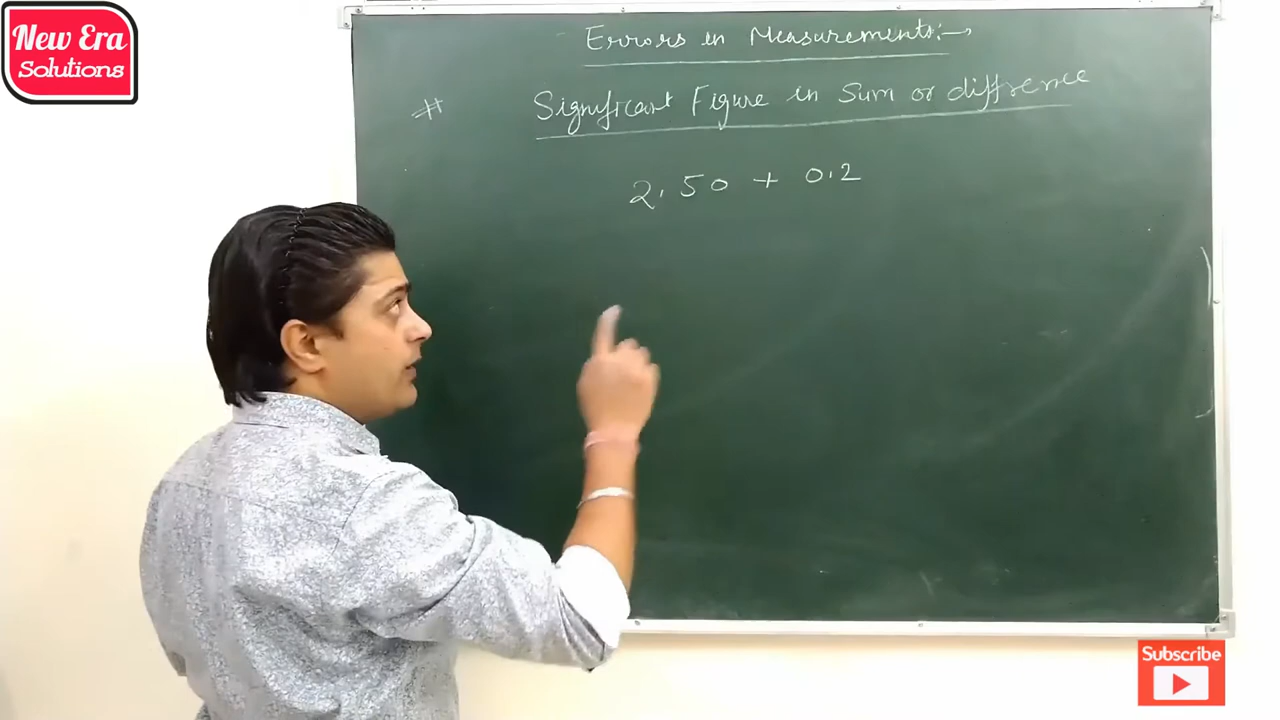 New Era
Solutions
Errors in Measurements:→
# Significant Figure in Sum or difference
2.50 + 0.2
Subscribe